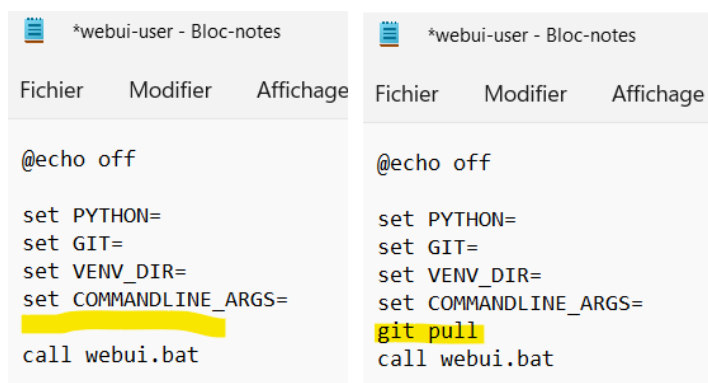 *webui-user - Bloc-notes
Fichier Modifier Affichage
@echo off
set PYTHON=
set GIT=
set VENV_DIR=
set COMMANDLINE_ARGS=
call webui.bat
*webui-user - Bloc-notes
Fichier Modifier Affichage
@echo off
set PYTHON=
set GIT=
set VENV_DIR=
set COMMANDLINE_ARGS=
git pull
call webui.bat